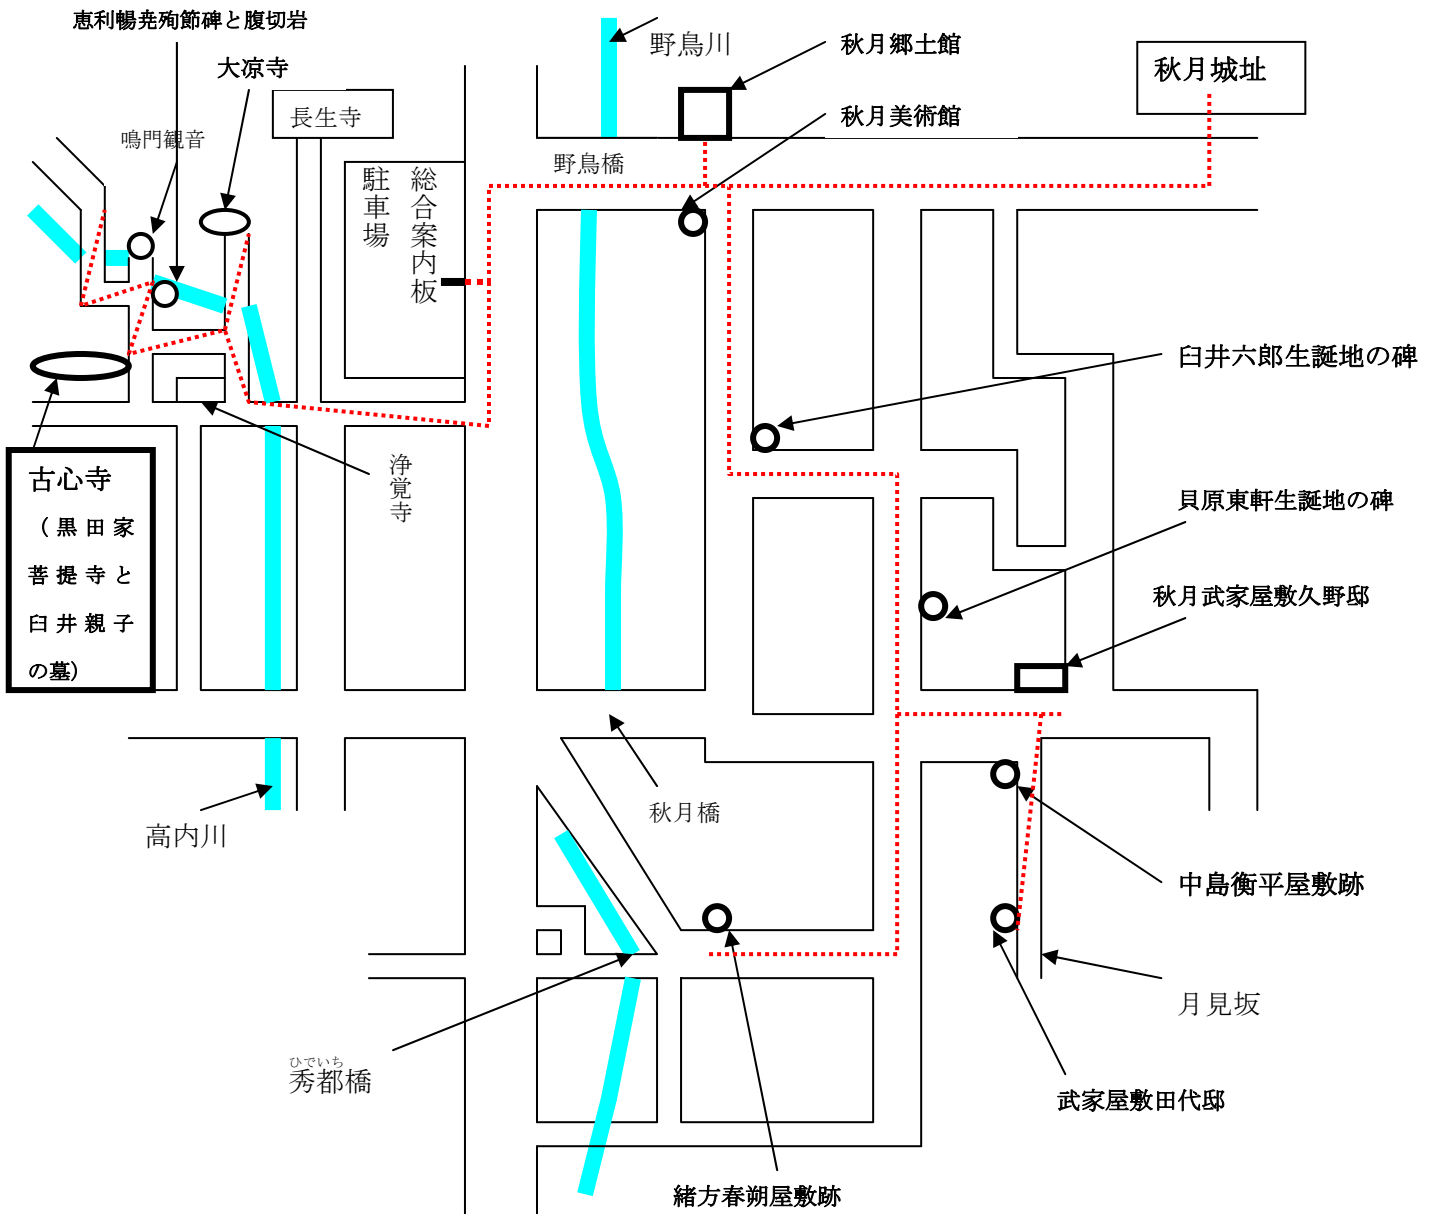 恵利暢尭殉節碑と腹切岩
野鳥川
秋月郷土館
秋月城址
大凉寺
長生寺
秋月美術館
鳴門観音
野鳥橋
総合案内板
駐車場
臼井六郎生誕地の碑
浄覚寺
古心寺
（黒田家
菩提寺と
臼井親子
の墓）
貝原東軒生誕地の碑
秋月武家屋敷久野邸
秋月橋
高内川
中島衡平屋敷跡
月見坂
ひでいち
秀都橋
武家屋敷田代邸
緒方春朔屋敷跡